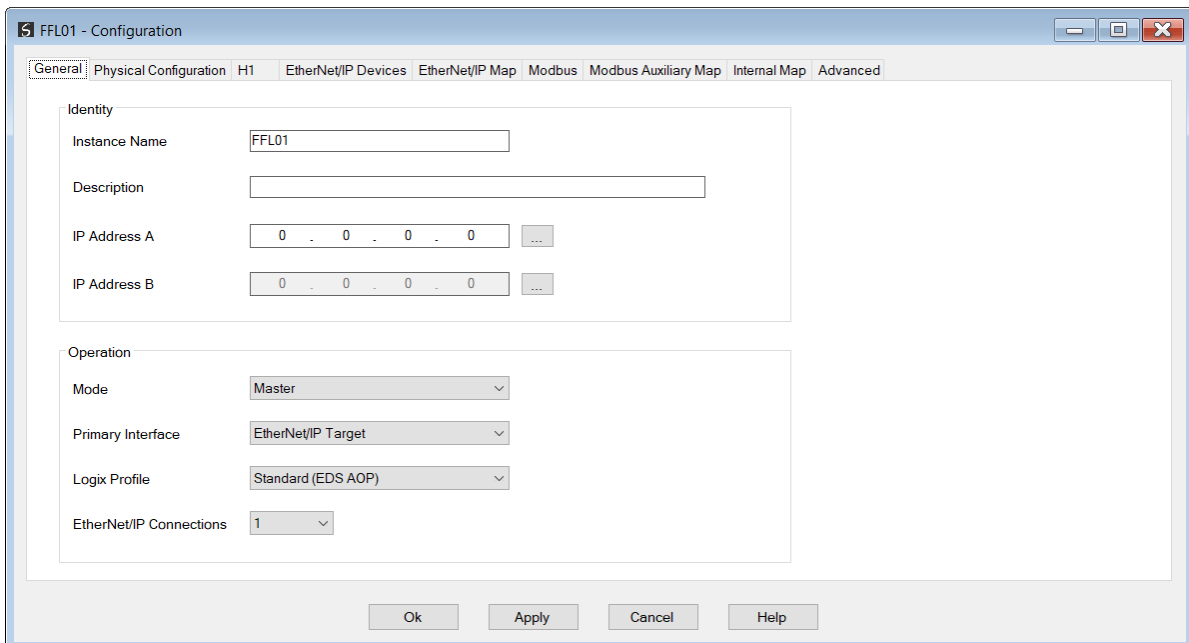 FFL01 - Configuration
General Physical Configuration H1 EtherNet/IP Devices EtherNet/IP Map Modbus Modbus Auxiliary Map Internal Map Advanced
Identity
Instance Name FFL01
Description
IP Address A 0 . 0 . 0 . 0 ...
IP Address B 0 . 0 . 0 . 0 ...
Operation
Mode Master
Primary Interface EtherNet/IP Target
Logix Profile Standard (EDS AOP)
EtherNet/IP Connections 1
Ok Apply Cancel Help